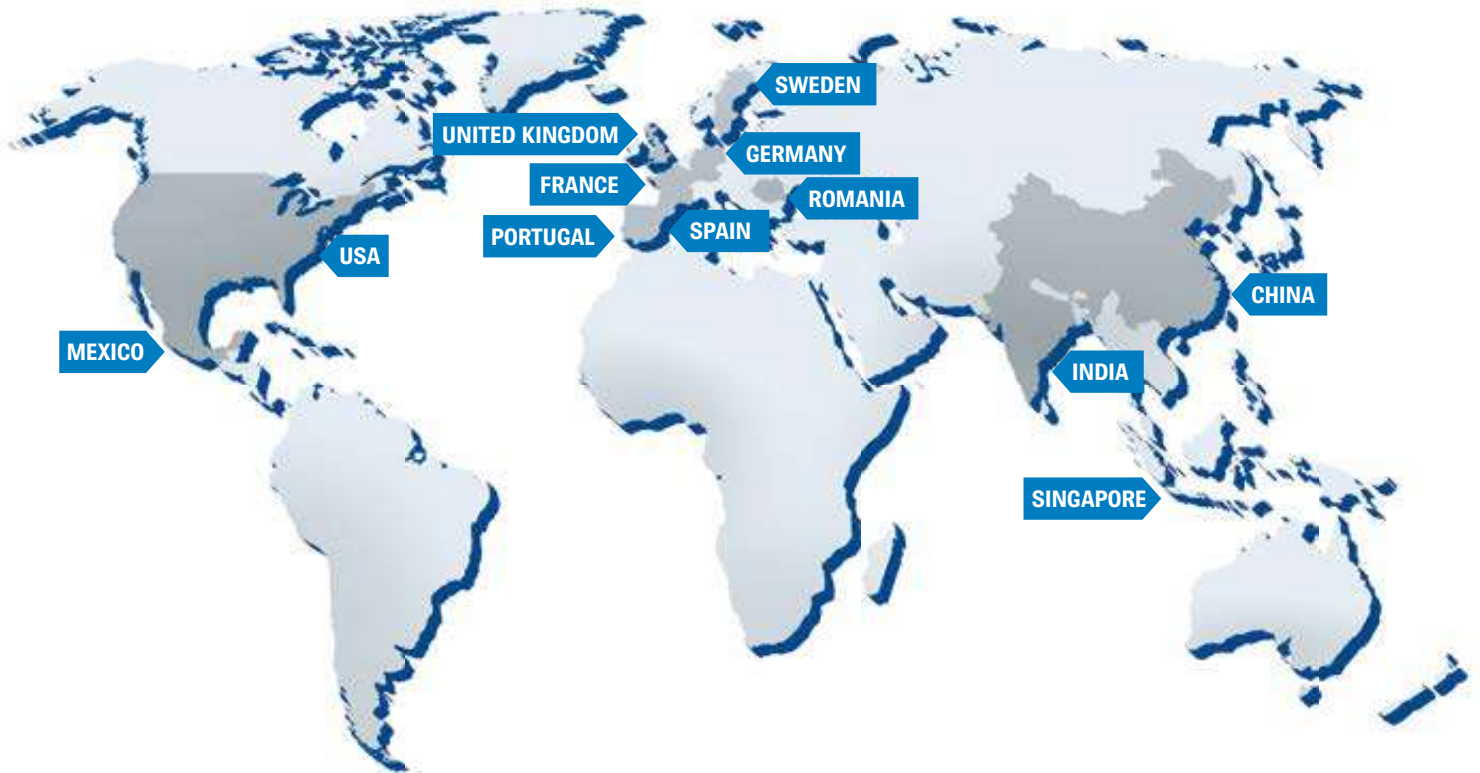 SWEDEN
UNITED KINGDOM
GERMANY
FRANCE
ROMANIA
PORTUGAL
SPAIN
USA
CHINA
MEXICO
INDIA
SINGAPORE